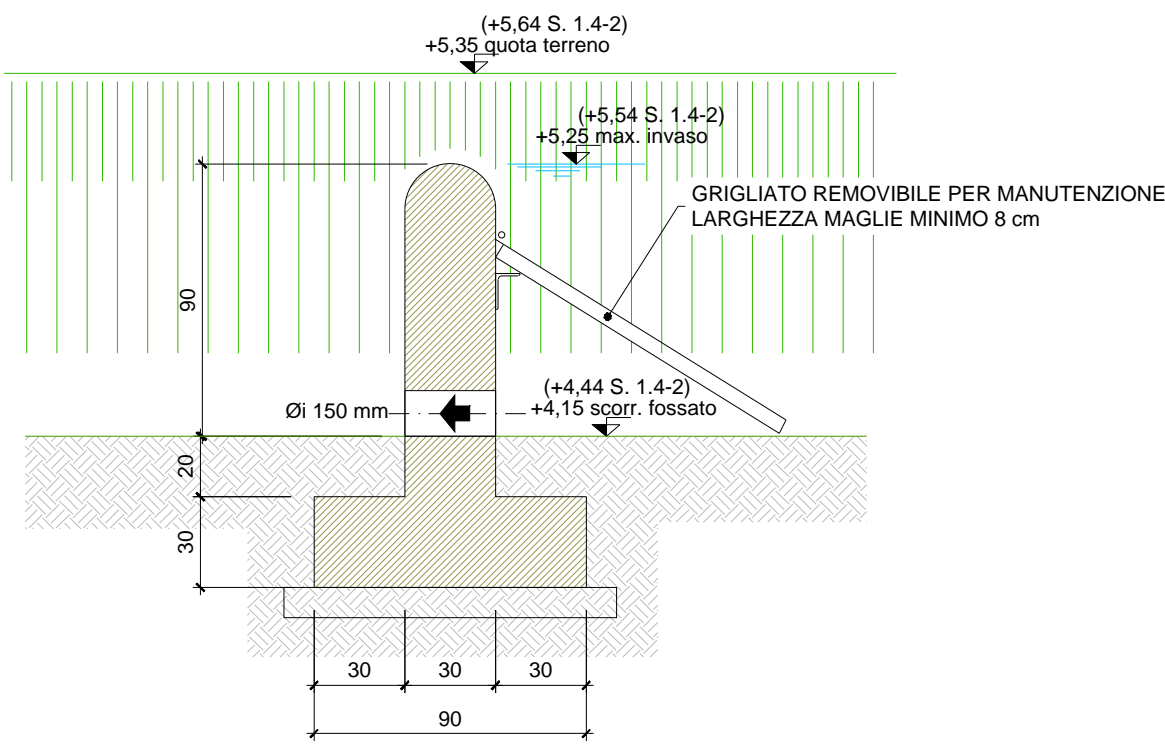 (+5,64 S. 1.4-2)
+5,35 quota terreno
(+5,54 S. 1.4-2)
+5,25 max. invaso
GRIGLIATO REMOVIBILE PER MANUTENZIONE
LARGHEZZA MAGLIE MINIMO 8 cm
90
(+4,44 S. 1.4-2)
Øi 150 mm
+4,15 scorr. fossato
20
30
30
30
30
90